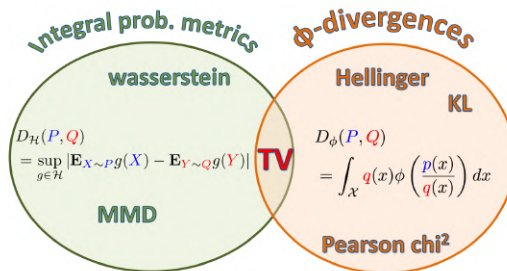 Integral prob. metrics
ϕ-divergences
wasserstein
Hellinger
KL
D_ℋ(P, Q)
= sup_{g∈ℋ} |E_{X∼P} g(X) − E_{Y∼Q} g(Y)|
TV
D_ϕ(P, Q)
= ∫_𝒳 q(x)ϕ (p(x)/q(x)) dx
MMD
Pearson chi²